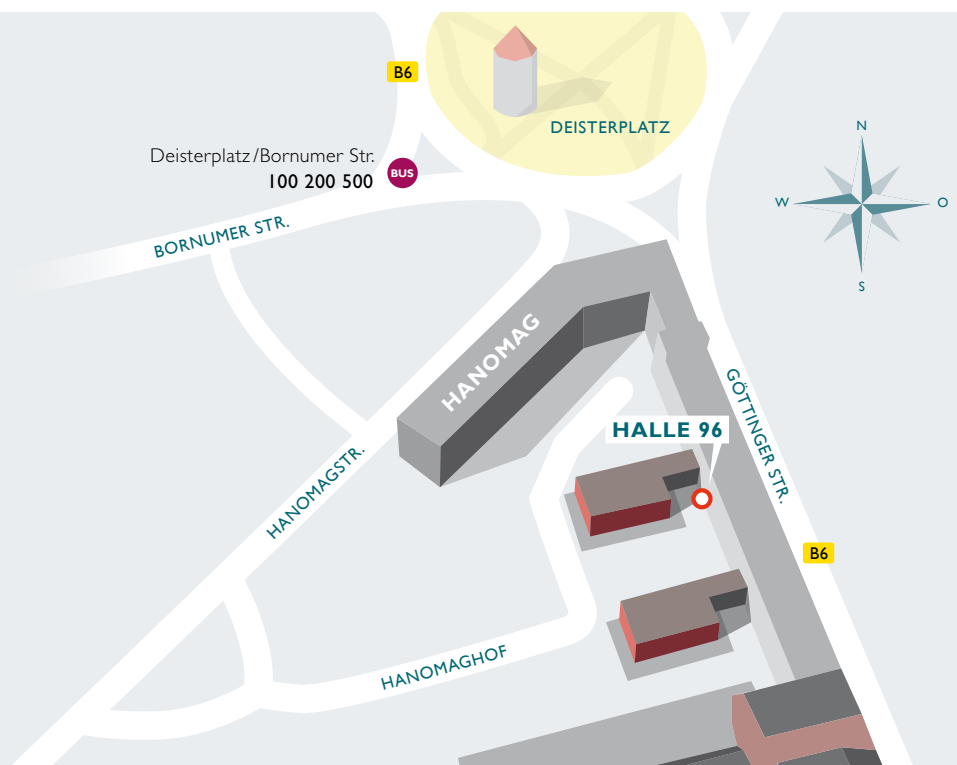 B6
DEISTERPLATZ
N
W
O
S
Deisterplatz/Bornumer Str.
100 200 500
BUS
BORNUMER STR.
HANOMAG
GÖTTINGER STR.
HALLE 96
HANOMAGSTR.
B6
HANOMAGHOF